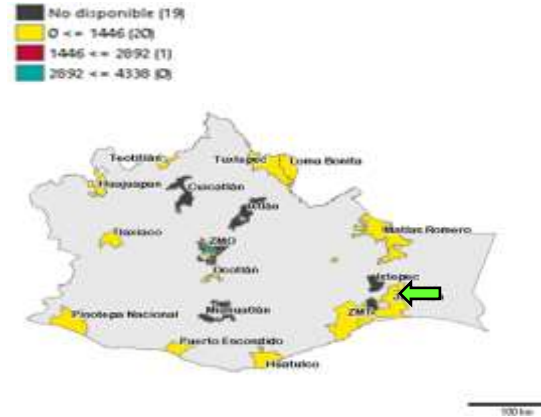 No disponible (19)
0 <= 1446 (20)
1446 <= 2892 (1)
2892 <= 4338 (0)
Teotitlán
Tuxtepec
Loma Bonita
Huajuapan
Cuicatlán
Ixtlán
Tlaxiaco
ZMO
Matías Romero
Ocotlán
Ixtepec
Pinotepa Nacional
Miahuatlán
ZMT
Puerto Escondido
Huatulco
100 km